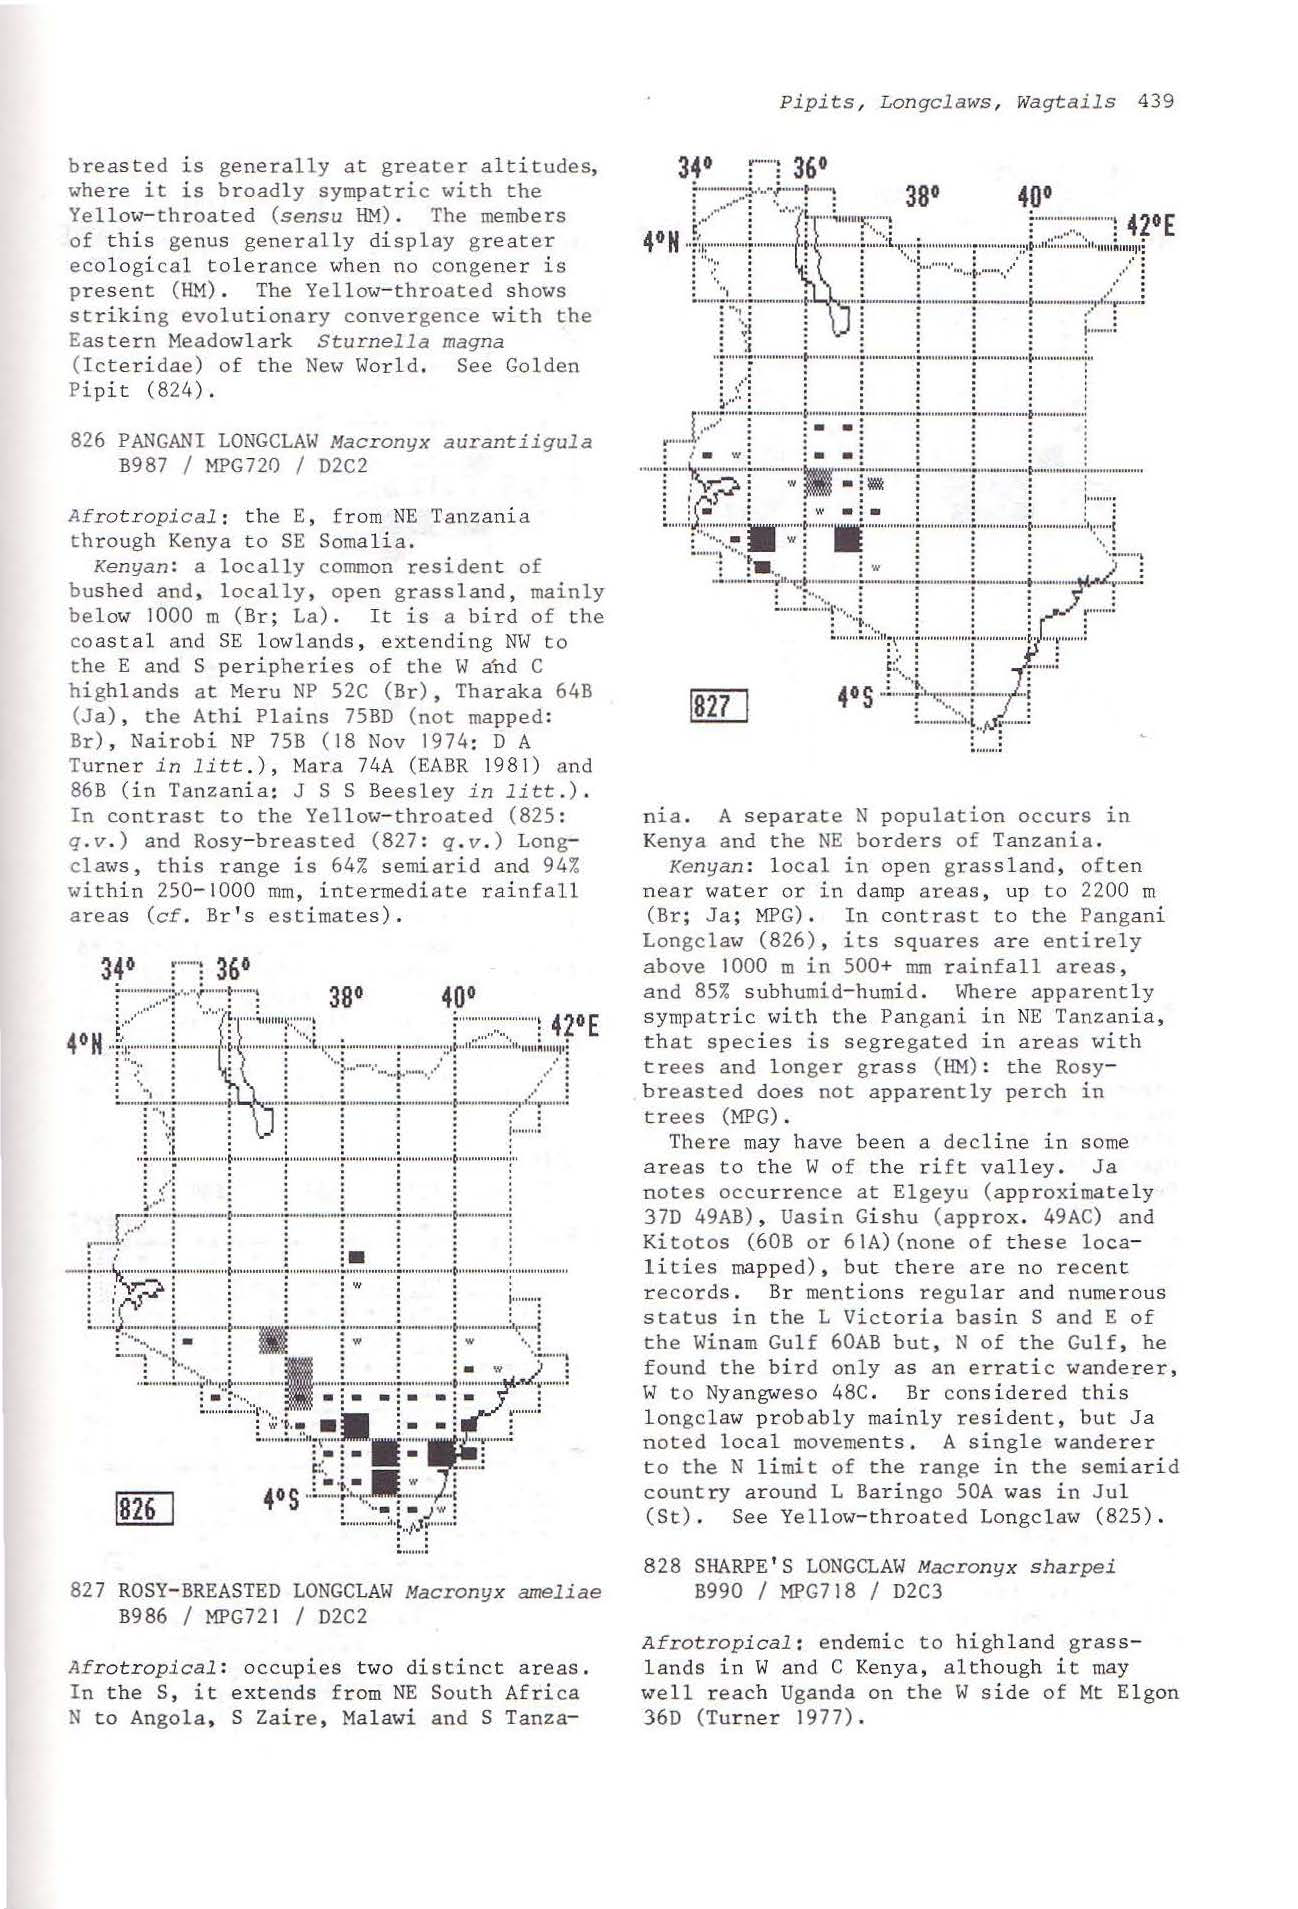 Pipits, Longclaws, Wagtails 439
breasted is generally at greater altitudes,
where it is broadly sympatric with the
Yellow-throated (sensu HM). The members
of this genus generally display greater
ecological tolerance when no congener is
present (HM). The Yellow-throated shows
striking evolutionary convergence with the
Eastern Meadowlark Sturnella magna
(Icteridae) of the New World. See Golden
Pipit (824).
826 PANGANI LONGCLAW Macronyx aurantiigula
B987 / MPG720 / D2C2
Afrotropical: the E, from NE Tanzania
through Kenya to SE Somalia.
Kenyan: a locally common resident of
bushed and, locally, open grassland, mainly
below 1000 m (Br; La). It is a bird of the
coastal and SE lowlands, extending NW to
the E and S peripheries of the W and C
highlands at Meru NP 52C (Br), Tharaka 64B
(Ja), the Athi Plains 75BD (not mapped:
Br), Nairobi NP 75B (18 Nov 1974: D A
Turner in litt.), Mara 74A (EABR 1981) and
86B (in Tanzania: J S S Beesley in litt.).
In contrast to the Yellow-throated (825:
q.v.) and Rosy-breasted (827: q.v.) Long-
claws, this range is 64% semiarid and 94%
within 250-1000 mm, intermediate rainfall
areas (cf. Br's estimates).
34° 36°
38° 40°
42°E
4°N
w
w w
w
w
w
w
4°S
826
827 ROSY-BREASTED LONGCLAW Macronyx ameliae
B986 / MPG721 / D2C2
Afrotropical: occupies two distinct areas.
In the S, it extends from NE South Africa
N to Angola, S Zaire, Malawi and S Tanza-
34° 36°
38° 40°
42°E
4°N
w
w
w
w
w
4°S
827
nia. A separate N population occurs in
Kenya and the NE borders of Tanzania.
Kenyan: local in open grassland, often
near water or in damp areas, up to 2200 m
(Br; Ja; MPG). In contrast to the Pangani
Longclaw (826), its squares are entirely
above 1000 m in 500+ mm rainfall areas,
and 85% subhumid-humid. Where apparently
sympatric with the Pangani in NE Tanzania,
that species is segregated in areas with
trees and longer grass (HM): the Rosy-
breasted does not apparently perch in
trees (MPG).
There may have been a decline in some
areas to the W of the rift valley. Ja
notes occurrence at Elgeyu (approximately
37D 49AB), Uasin Gishu (approx. 49AC) and
Kitotos (60B or 61A)(none of these loca-
lities mapped), but there are no recent
records. Br mentions regular and numerous
status in the L Victoria basin S and E of
the Winam Gulf 60AB but, N of the Gulf, he
found the bird only as an erratic wanderer,
W to Nyangweso 48C. Br considered this
longclaw probably mainly resident, but Ja
noted local movements. A single wanderer
to the N limit of the range in the semiarid
country around L Baringo 50A was in Jul
(St). See Yellow-throated Longclaw (825).
828 SHARPE'S LONGCLAW Macronyx sharpei
B990 / MPG718 / D2C3
Afrotropical: endemic to highland grass-
lands in W and C Kenya, although it may
well reach Uganda on the W side of Mt Elgon
36D (Turner 1977).